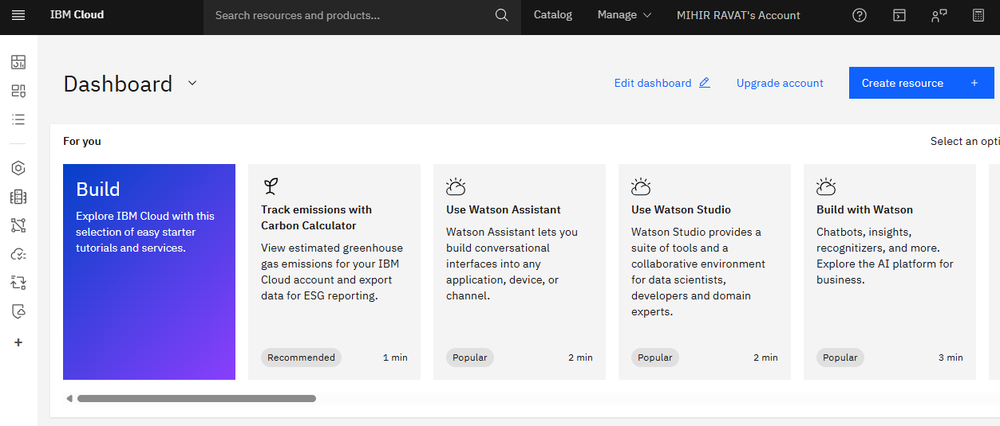 IBM Cloud
Search resources and products...
Catalog
Manage
MIHIR RAVAT's Account
Dashboard
Edit dashboard
Upgrade account
Create resource +
For you
Select an opti
Build
Explore IBM Cloud with this
selection of easy starter
tutorials and services.
Track emissions with
Carbon Calculator
View estimated greenhouse
gas emissions for your IBM
Cloud account and export
data for ESG reporting.
Recommended
1 min
Use Watson Assistant
Watson Assistant lets you
build conversational
interfaces into any
application, device, or
channel.
Popular
2 min
Use Watson Studio
Watson Studio provides a
suite of tools and a
collaborative environment
for data scientists,
developers and domain
experts.
Popular
2 min
Build with Watson
Chatbots, insights,
recognitizers, and more.
Explore the AI platform for
business.
Popular
3 min